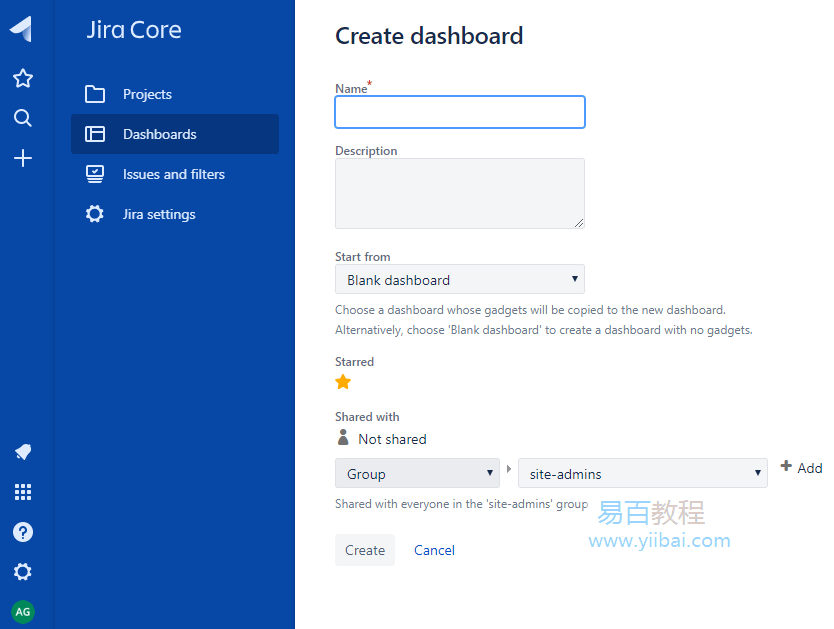 Jira Core
Projects
Dashboards
Issues and filters
Jira settings
?
AG
Create dashboard
Name*
Description
Start from
Blank dashboard
Choose a dashboard whose gadgets will be copied to the new dashboard.
Alternatively, choose 'Blank dashboard' to create a dashboard with no gadgets.
Starred
Shared with
Not shared
Group site-admins + Add
Shared with everyone in the 'site-admins' group
易百教程
www.yiibai.com
Create Cancel